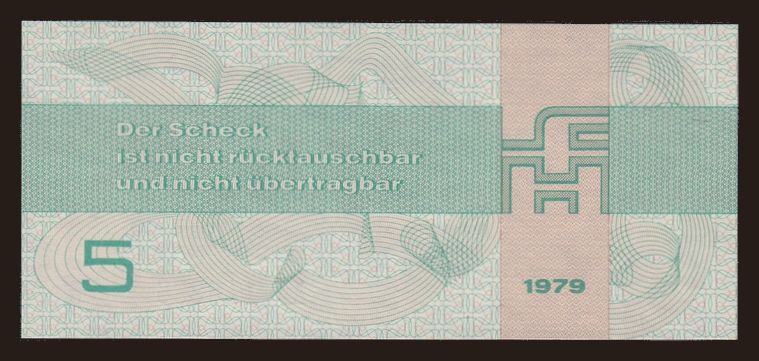 Der Scheck
ist nicht rücktauschbar
und nicht übertragbar
5
1979